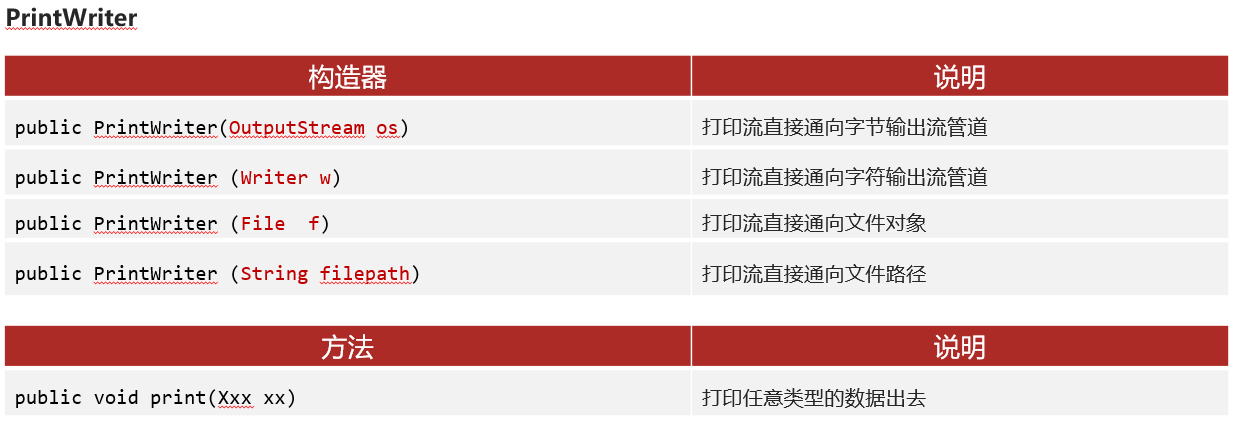 PrintWriter
构造器 说明
public PrintWriter(OutputStream os) 打印流直接通向字节输出流管道
public PrintWriter (Writer w) 打印流直接通向字符输出流管道
public PrintWriter (File  f) 打印流直接通向文件对象
public PrintWriter (String filepath) 打印流直接通向文件路径
方法 说明
public void print(Xxx xx) 打印任意类型的数据出去